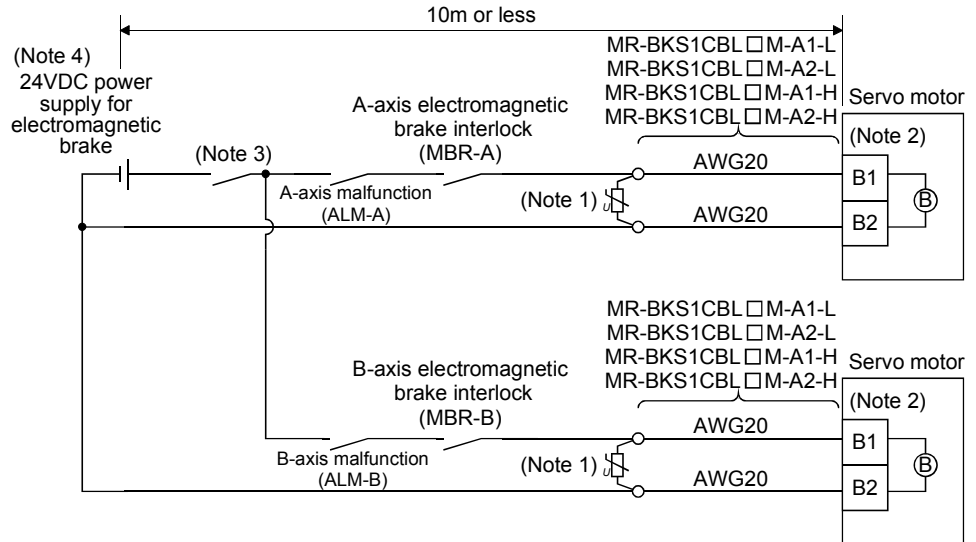 10m or less
(Note 4)
24VDC power
supply for
electromagnetic
brake
(Note 3)
A-axis malfunction
(ALM-A)
A-axis electromagnetic
brake interlock
(MBR-A)
(Note 1)
U
MR-BKS1CBL□M-A1-L
MR-BKS1CBL□M-A2-L
MR-BKS1CBL□M-A1-H
MR-BKS1CBL□M-A2-H
AWG20
AWG20
Servo motor
(Note 2)
B1
B2
B
B-axis malfunction
(ALM-B)
B-axis electromagnetic
brake interlock
(MBR-B)
(Note 1)
U
MR-BKS1CBL□M-A1-L
MR-BKS1CBL□M-A2-L
MR-BKS1CBL□M-A1-H
MR-BKS1CBL□M-A2-H
AWG20
AWG20
Servo motor
(Note 2)
B1
B2
B